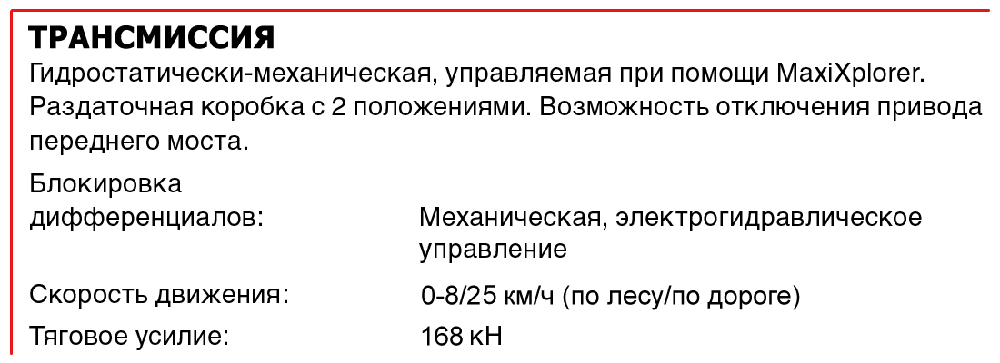 ТРАНСМИССИЯ
Гидростатически-механическая, управляемая при помощи MaxiXplorer.
Раздаточная коробка с 2 положениями. Возможность отключения привода
переднего моста.
Блокировка
дифференциалов: Механическая, электрогидравлическое
управление
Скорость движения: 0-8/25 км/ч (по лесу/по дороге)
Тяговое усилие: 168 кН